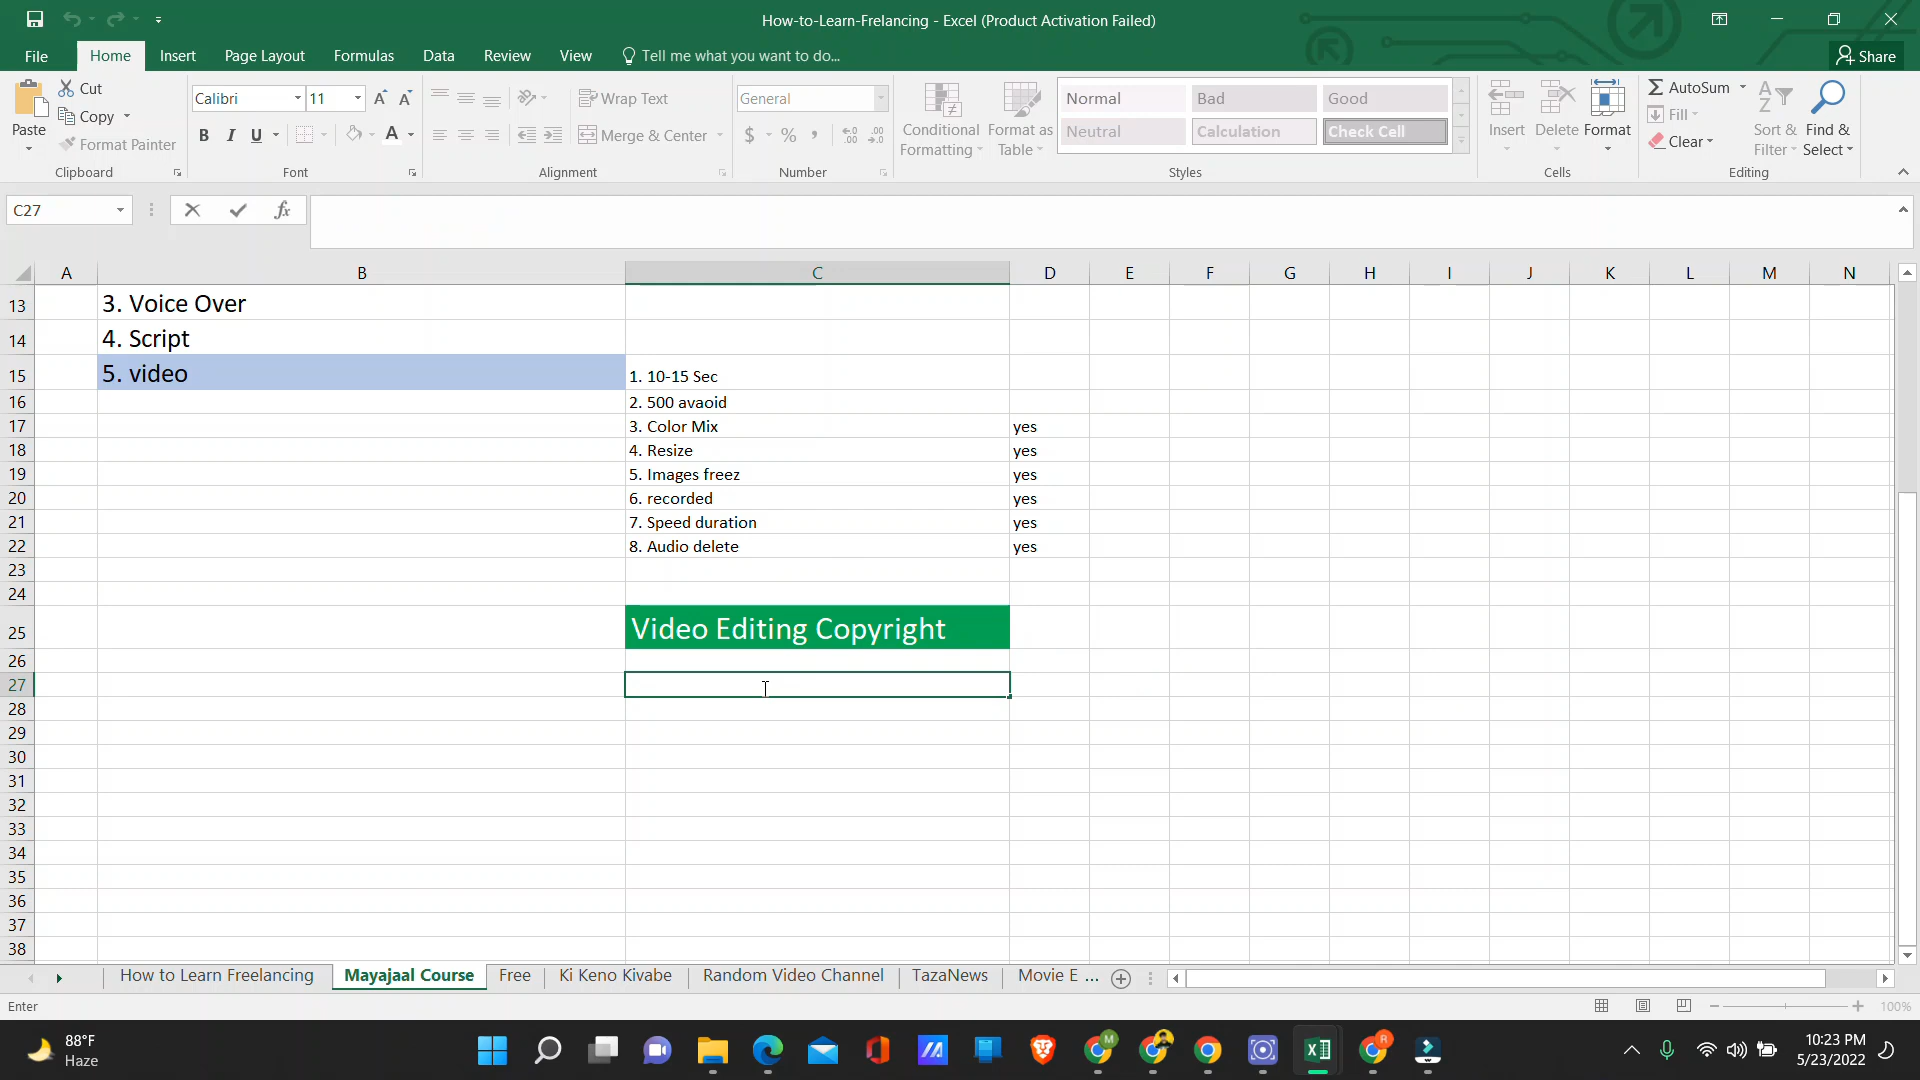 How-to-Learn-Frelancing - Excel (Product Activation Failed)
File Home Insert Page Layout Formulas Data Review View Tell me what you want to do... Share
Paste Cut Copy Format Painter Clipboard
Calibri 11 B I U A Font
Wrap Text Merge & Center Alignment
General $ % , Number
Conditional Formatting Format as Table
Normal Bad Good
Neutral Calculation Check Cell
Styles
Insert Delete Format Cells
AutoSum Fill Clear Sort & Filter Find & Select Editing
C27 fx
A B C D E F G H I J K L M N
13 3. Voice Over
14 4. Script
15 5. video 1. 10-15 Sec
16 2. 500 avaoid
17 3. Color Mix yes
18 4. Resize yes
19 5. Images freez yes
20 6. recorded yes
21 7. Speed duration yes
22 8. Audio delete yes
23
24
25 Video Editing Copyright
26
27
28
29
30
31
32
33
34
35
36
37
38
How to Learn Freelancing Mayajaal Course Free Ki Keno Kivabe Random Video Channel TazaNews Movie E ...
Enter 100%
88°F
Haze
10:23 PM
5/23/2022